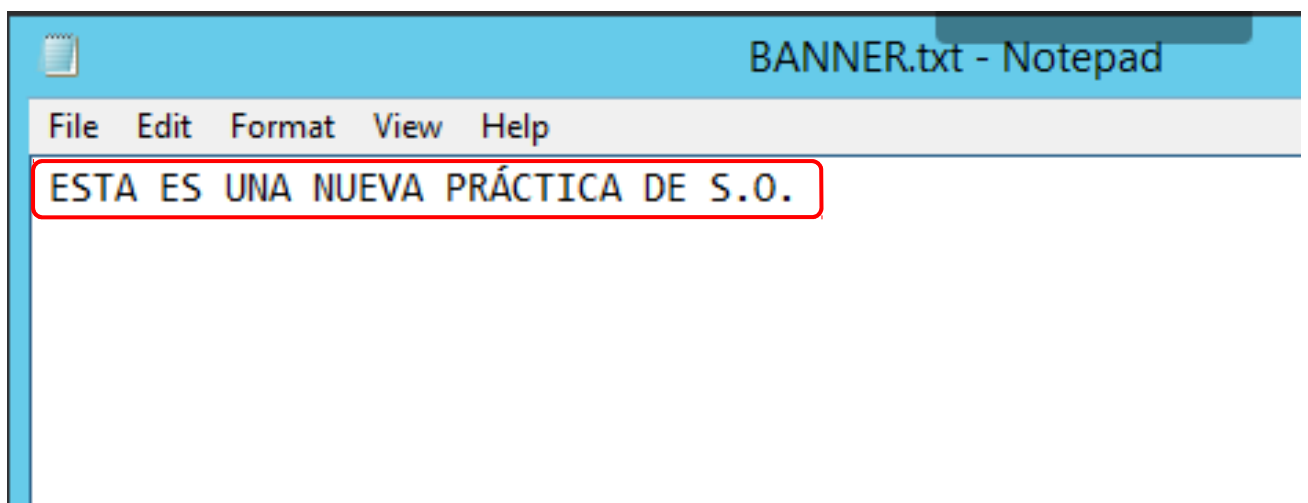 BANNER.txt - Notepad
File Edit Format View Help
ESTA ES UNA NUEVA PRÁCTICA DE S.O.